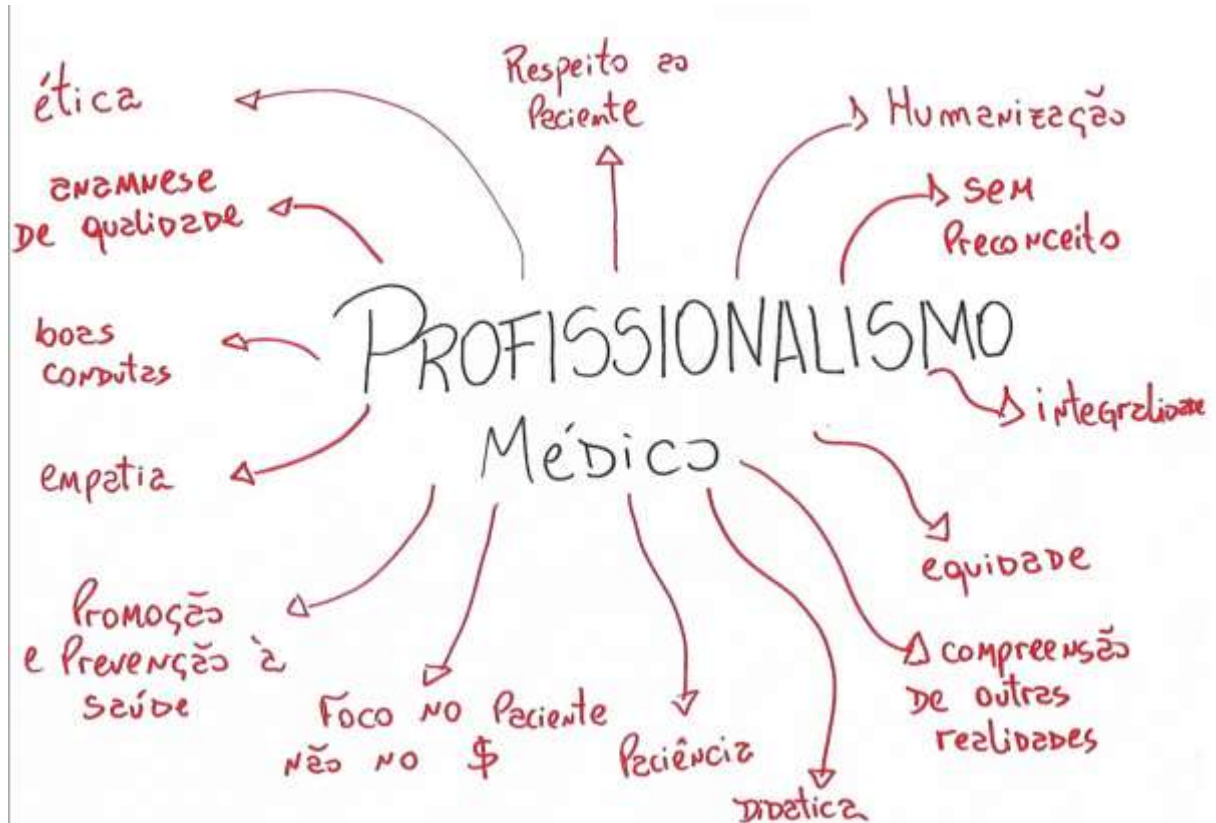 ética
Respeito ao
Paciente
Humanização
anamnese
de qualidade
sem
Preconceito
PROFISSIONALISMO
Médico
boas
condutas
integralidade
empatia
equidade
Promoção
e Prevenção à
saúde
Foco no Paciente
não no $
Paciência
Didatica
compreensão
de outras
realidades